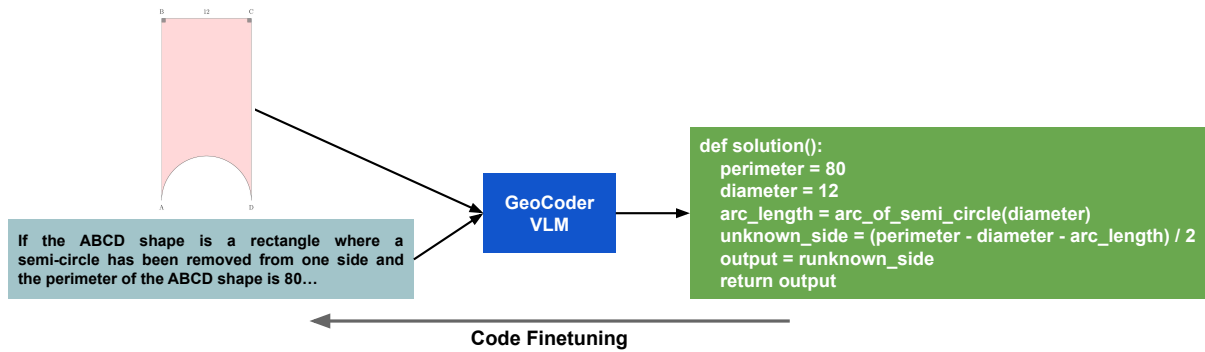 B 12 C
A D
If the ABCD shape is a rectangle where a
semi-circle has been removed from one side and
the perimeter of the ABCD shape is 80...
GeoCoder
VLM
def solution():
perimeter = 80
diameter = 12
arc_length = arc_of_semi_circle(diameter)
unknown_side = (perimeter - diameter - arc_length) / 2
output = runknown_side
return output
Code Finetuning